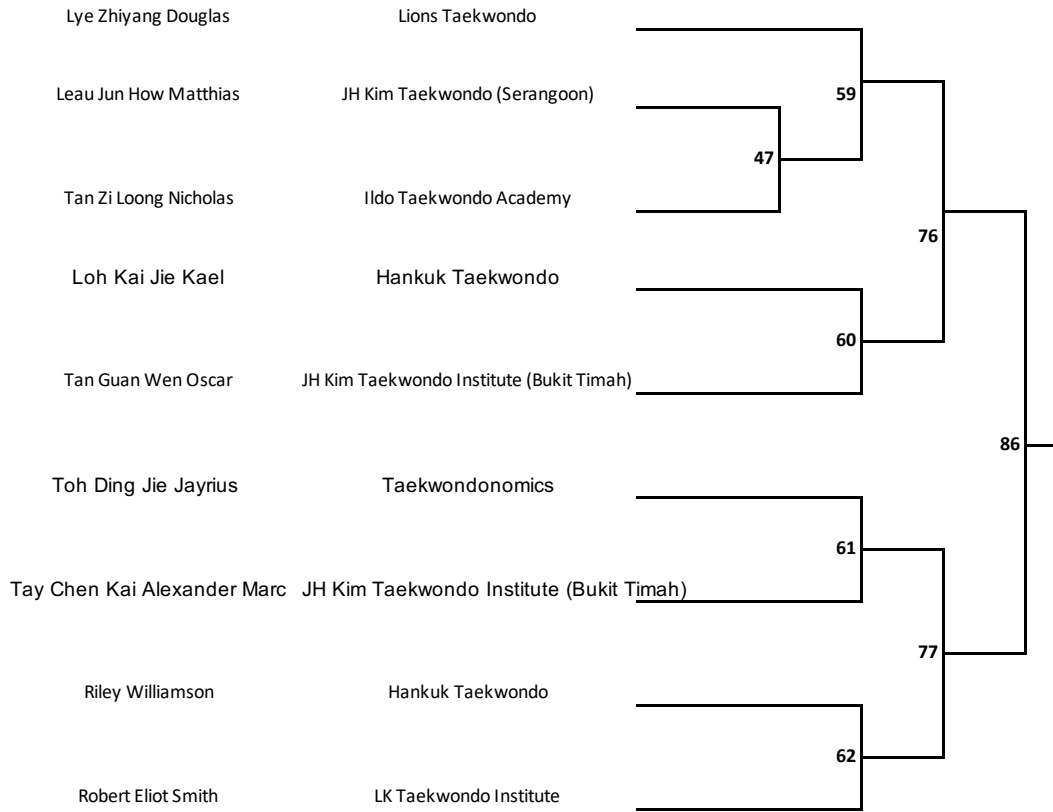 Lye Zhiyang Douglas Lions Taekwondo
Leau Jun How Matthias JH Kim Taekwondo (Serangoon)
59
47
Tan Zi Loong Nicholas Ildo Taekwondo Academy
76
Loh Kai Jie Kael Hankuk Taekwondo
60
Tan Guan Wen Oscar JH Kim Taekwondo Institute (Bukit Timah)
86
Toh Ding Jie Jayrius Taekwondonomics
61
Tay Chen Kai Alexander Marc JH Kim Taekwondo Institute (Bukit Timah)
77
Riley Williamson Hankuk Taekwondo
62
Robert Eliot Smith LK Taekwondo Institute